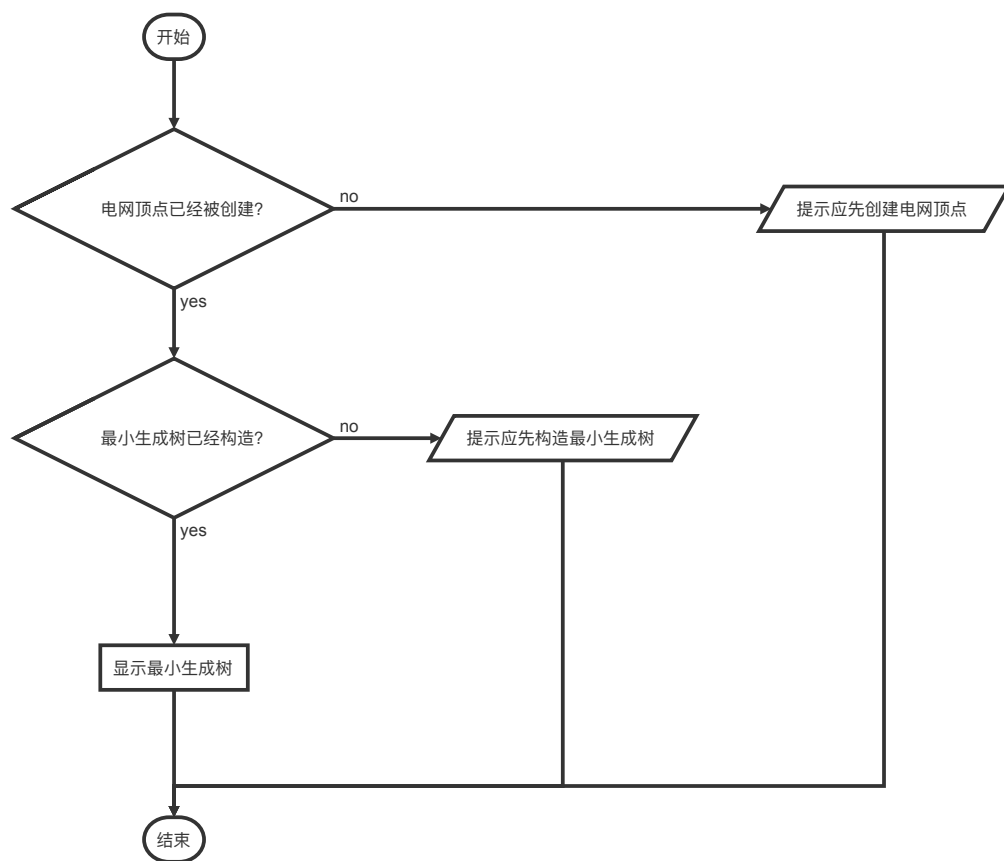 开始
电网顶点已经被创建?
no
提示应先创建电网顶点
yes
最小生成树已经构造?
no
提示应先构造最小生成树
yes
显示最小生成树
结束